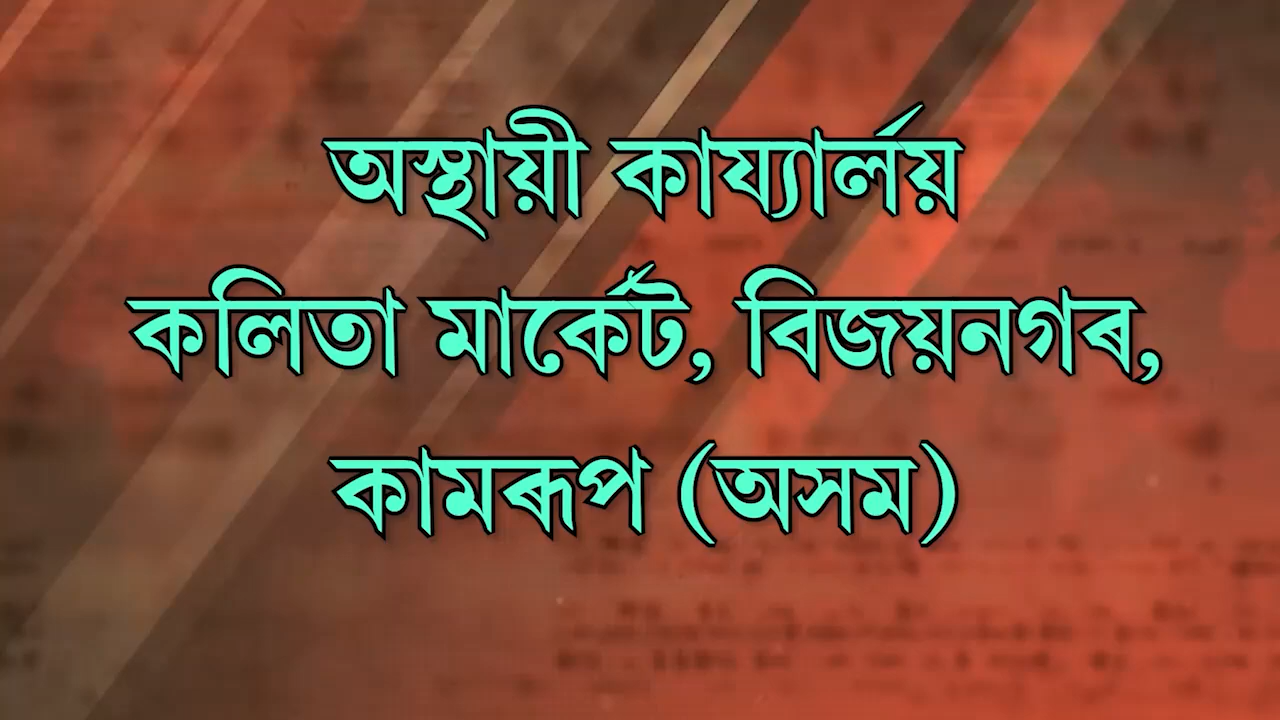 অস্থায়ী কায্যাৰ্লয়
কলিতা মাৰ্কেট, বিজয়নগৰ,
কামৰূপ (অসম)